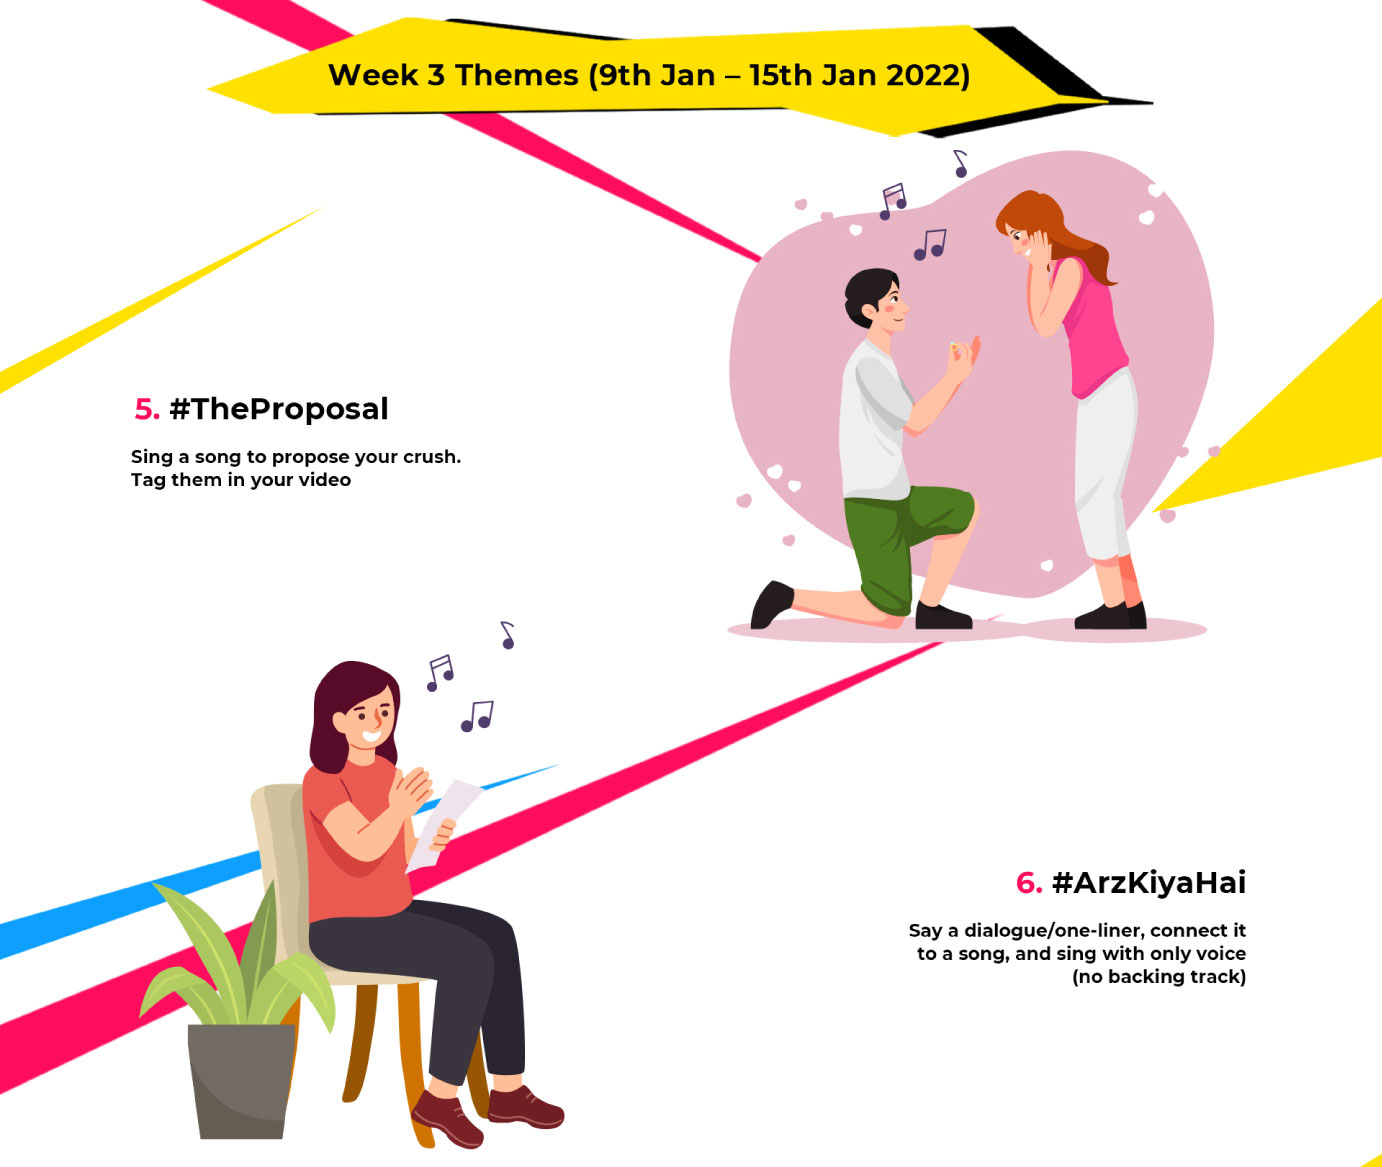 Week 3 Themes (9th Jan – 15th Jan 2022)
5. #TheProposal
Sing a song to propose your crush.
Tag them in your video
6. #ArzKiyaHai
Say a dialogue/one-liner, connect it
to a song, and sing with only voice
(no backing track)